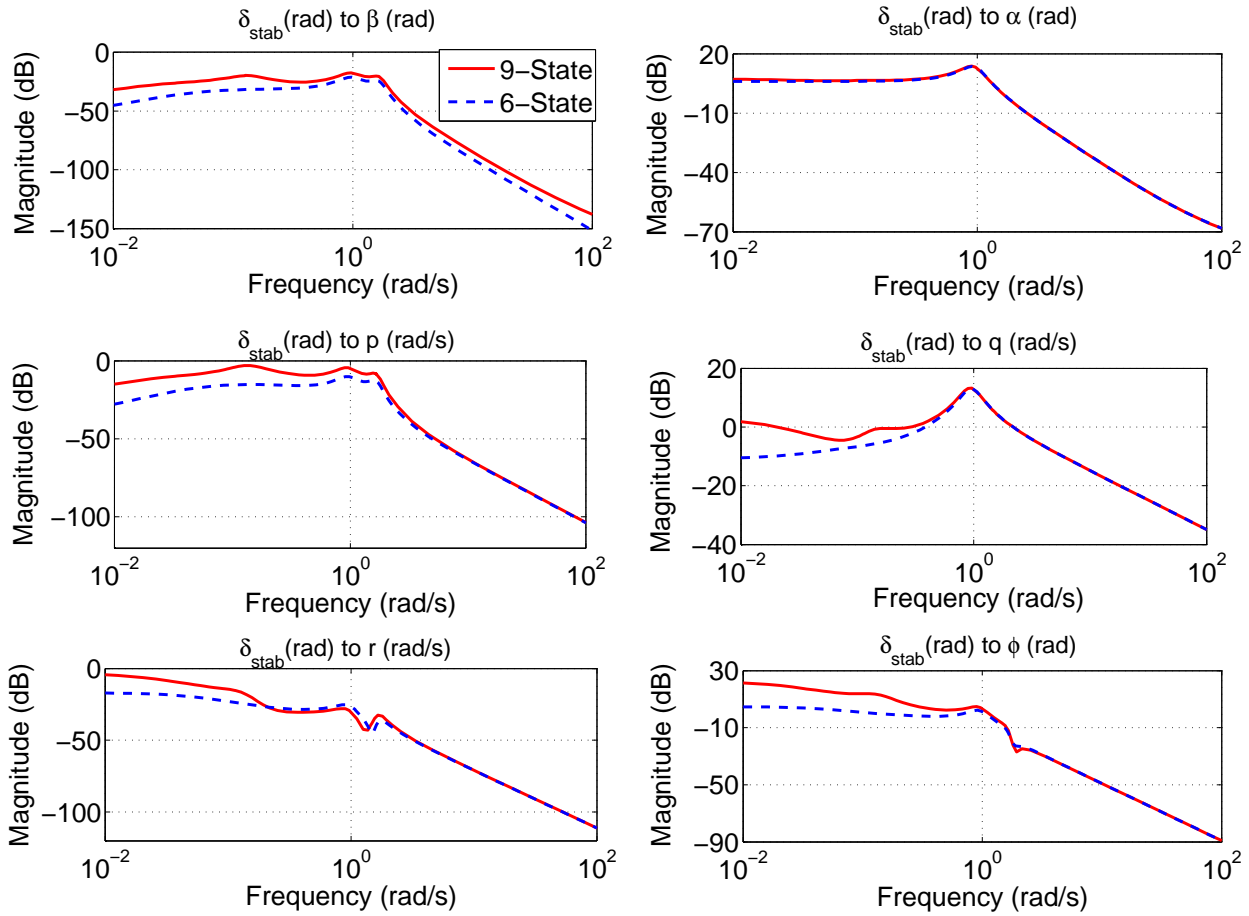 δstab(rad) to β (rad)
0
−50
−100
−150
10−2
100
102
Magnitude (dB)
Frequency (rad/s)
9−State
6−State
δstab(rad) to α (rad)
20
−10
−40
−70
10−2
100
102
Magnitude (dB)
Frequency (rad/s)
δstab(rad) to p (rad/s)
0
−50
−100
10−2
100
102
Magnitude (dB)
Frequency (rad/s)
δstab(rad) to q (rad/s)
20
0
−20
−40
10−2
100
102
Magnitude (dB)
Frequency (rad/s)
δstab(rad) to r (rad/s)
0
−50
−100
10−2
100
102
Magnitude (dB)
Frequency (rad/s)
δstab(rad) to ϕ (rad)
30
−10
−50
−90
10−2
100
102
Magnitude (dB)
Frequency (rad/s)